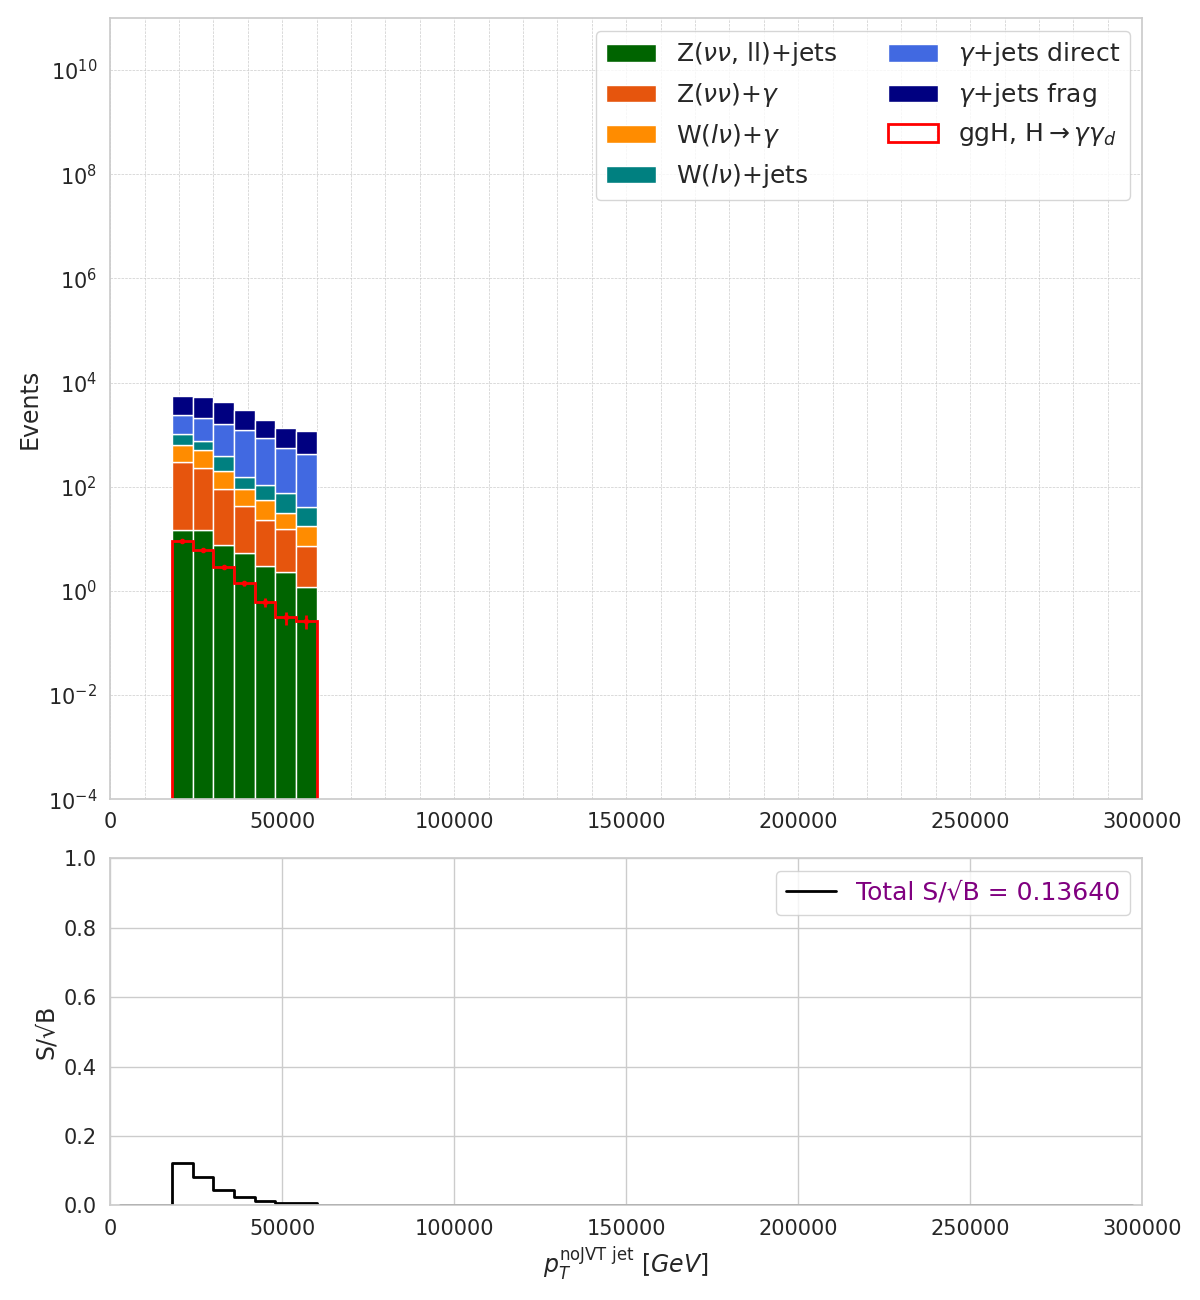 Z(νν, ll)+jets
Z(νν)+γ
W(lν)+γ
W(lν)+jets
γ+jets direct
γ+jets frag
ggH, H→γγ_d
Events
10^10
10^8
10^6
10^4
10^2
10^0
10^−2
10^−4
0 50000 100000 150000 200000 250000 300000
Total S/√B = 0.13640
S/√B
1.0
0.8
0.6
0.4
0.2
0.0
0 50000 100000 150000 200000 250000 300000
p_T^noJVT jet [GeV]